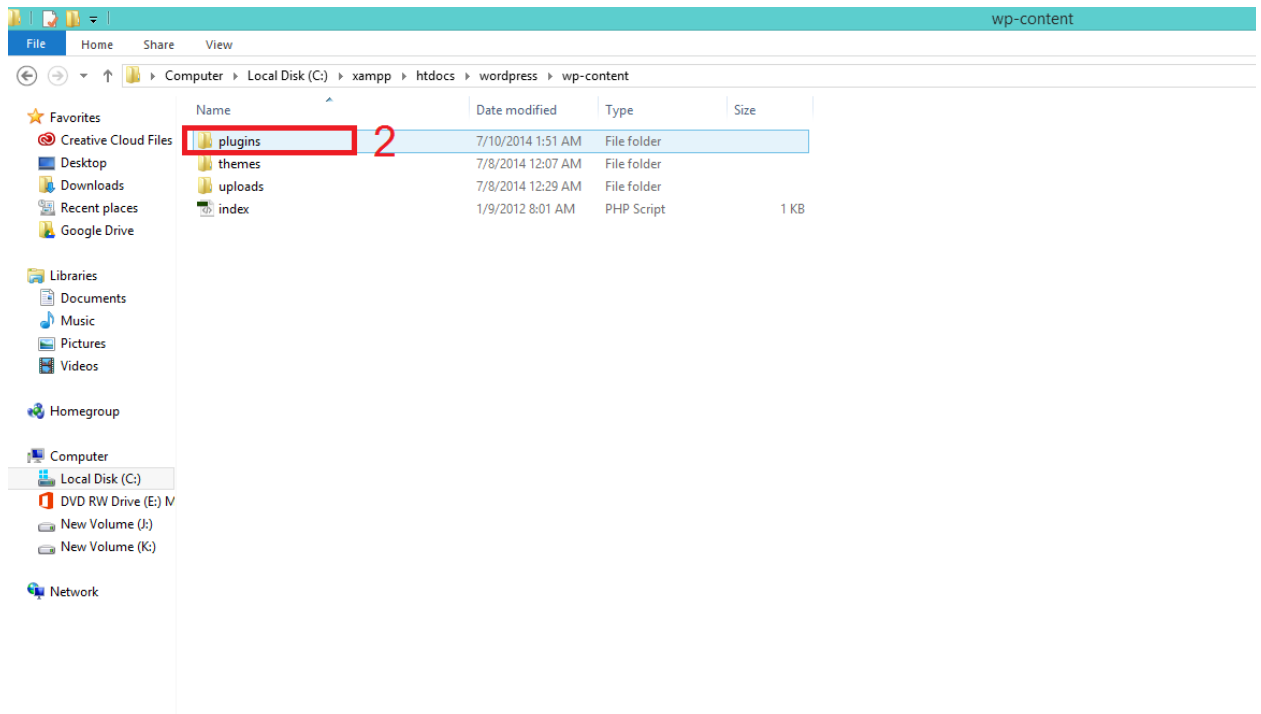 wp-content
File Home Share View
Computer Local Disk (C:) xampp htdocs wordpress wp-content
Name Date modified Type Size
plugins 2 7/10/2014 1:51 AM File folder
themes 7/8/2014 12:07 AM File folder
uploads 7/8/2014 12:29 AM File folder
index 1/9/2012 8:01 AM PHP Script 1 KB
Favorites
Creative Cloud Files
Desktop
Downloads
Recent places
Google Drive
Libraries
Documents
Music
Pictures
Videos
Homegroup
Computer
Local Disk (C:)
DVD RW Drive (E:) M
New Volume (J:)
New Volume (K:)
Network